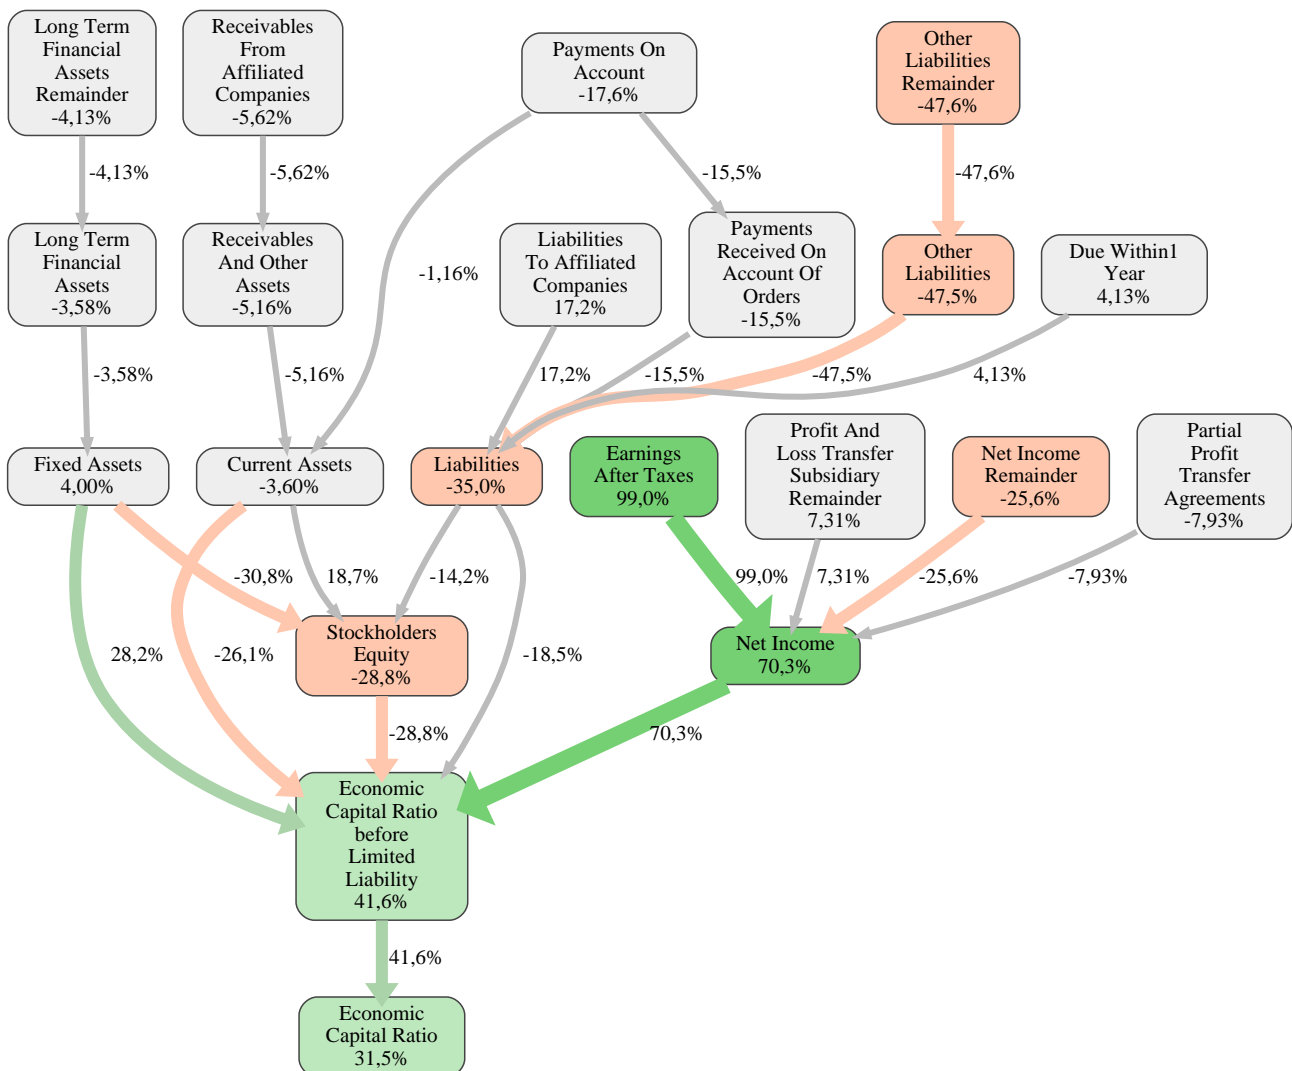 Long Term
Financial
Assets
Remainder
-4,13%
Receivables
From
Affiliated
Companies
-5,62%
Payments On
Account
-17,6%
Other
Liabilities
Remainder
-47,6%
-4,13%
-5,62%
-15,5%
-47,6%
Long Term
Financial
Assets
-3,58%
Receivables
And Other
Assets
-5,16%
-1,16%
Liabilities
To Affiliated
Companies
17,2%
Payments
Received On
Account Of
Orders
-15,5%
Other
Liabilities
-47,5%
Due Within1
Year
4,13%
-3,58%
-5,16%
17,2%
-15,5%
-47,5%
4,13%
Fixed Assets
4,00%
Current Assets
-3,60%
Liabilities
-35,0%
Earnings
After Taxes
99,0%
Profit And
Loss Transfer
Subsidiary
Remainder
7,31%
Net Income
Remainder
-25,6%
Partial
Profit
Transfer
Agreements
-7,93%
-30,8%
18,7%
-14,2%
99,0%
7,31%
-25,6%
-7,93%
28,2%
-26,1%
Stockholders
Equity
-28,8%
-18,5%
Net Income
70,3%
-28,8%
70,3%
Economic
Capital Ratio
before
Limited
Liability
41,6%
41,6%
Economic
Capital Ratio
31,5%